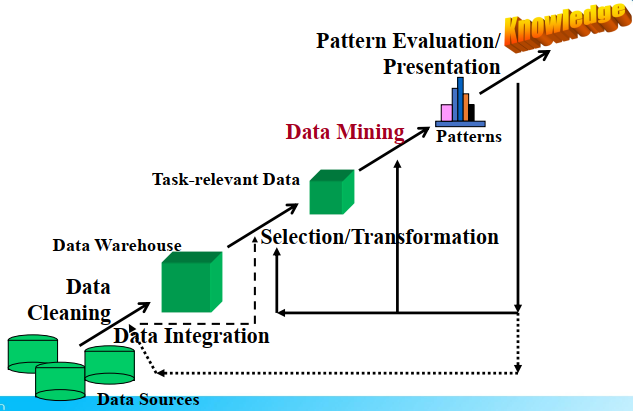 Knowledge
Pattern Evaluation/
Presentation
Data Mining
Patterns
Task-relevant Data
Selection/Transformation
Data Warehouse
Data
Cleaning
Data Integration
Data Sources